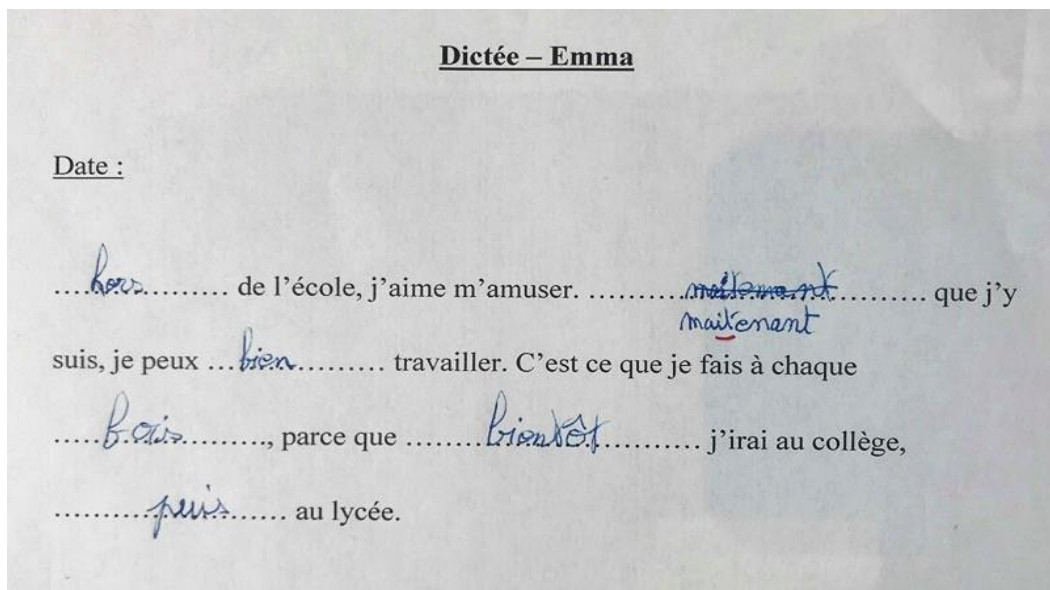 Dictée – Emma
Date :
....hors......... de l'école, j'aime m'amuser. ............maitemant............ que j'y
maitenant
suis, je peux ...bien......... travailler. C'est ce que je fais à chaque
.....fois........., parce que ........bientôt.......... j'irai au collège,
..........puis...... au lycée.